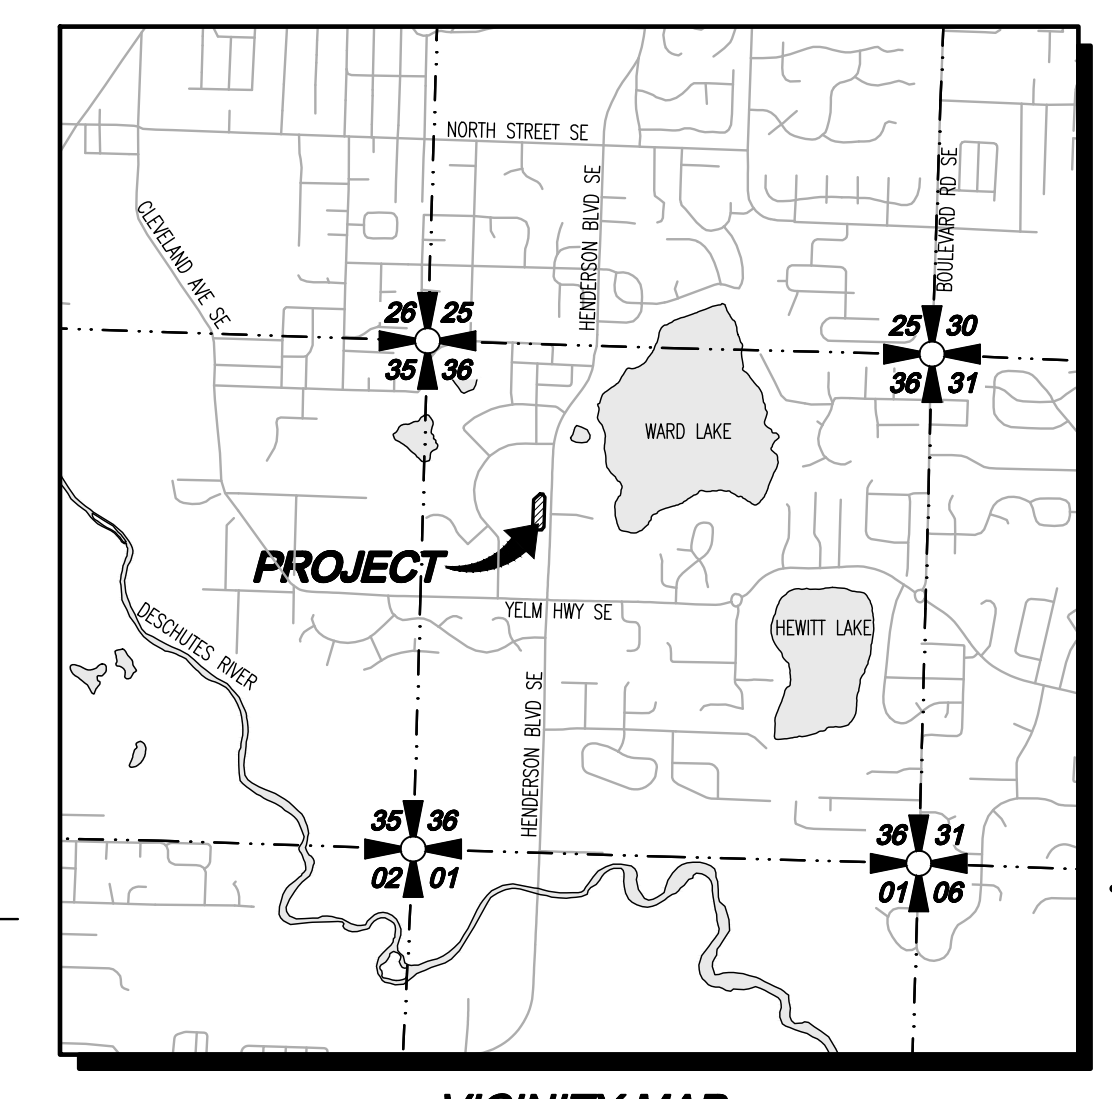 NORTH STREET SE
HENDERSON BLVD SE
BOULEVARD RD SE
CLEVELAND AVE SE
26 25
35 36
25 30
36 31
WARD LAKE
PROJECT
YELM HWY SE
HEWITT LAKE
DESCHUTES RIVER
HENDERSON BLVD SE
35 36
02 01
36 31
01 06
VICINITY MAP